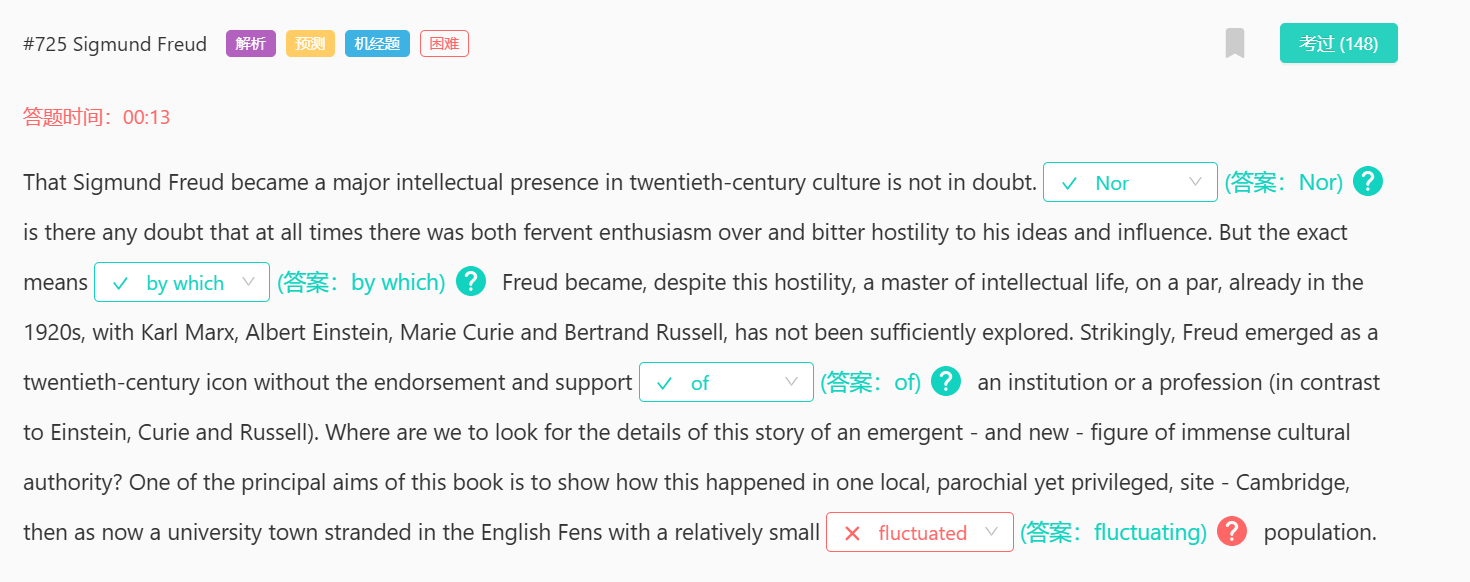 #725 Sigmund Freud 解析 预测 机经题 困难 考过 (148)
答题时间：00:13
That Sigmund Freud became a major intellectual presence in twentieth-century culture is not in doubt. Nor (答案：Nor) ?
is there any doubt that at all times there was both fervent enthusiasm over and bitter hostility to his ideas and influence. But the exact
means by which (答案：by which) ? Freud became, despite this hostility, a master of intellectual life, on a par, already in the
1920s, with Karl Marx, Albert Einstein, Marie Curie and Bertrand Russell, has not been sufficiently explored. Strikingly, Freud emerged as a
twentieth-century icon without the endorsement and support of (答案：of) ? an institution or a profession (in contrast
to Einstein, Curie and Russell). Where are we to look for the details of this story of an emergent - and new - figure of immense cultural
authority? One of the principal aims of this book is to show how this happened in one local, parochial yet privileged, site - Cambridge,
then as now a university town stranded in the English Fens with a relatively small fluctuated (答案：fluctuating) ? population.